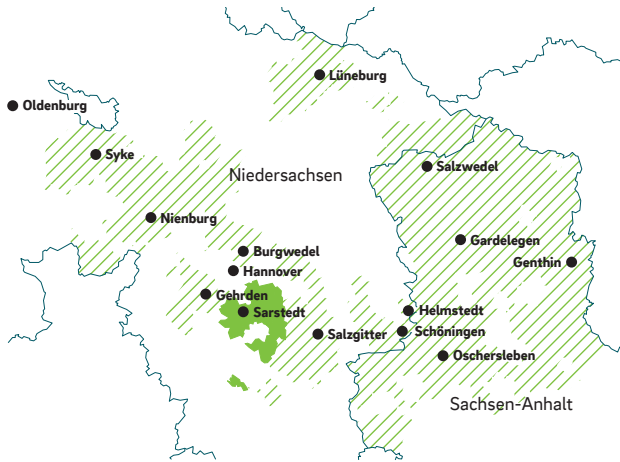 Lüneburg
Oldenburg
Syke
Salzwedel
Niedersachsen
Nienburg
Gardelegen
Burgwedel
Genthin
Hannover
Gehrden
Sarstedt
Helmstedt
Schöningen
Salzgitter
Oschersleben
Sachsen-Anhalt